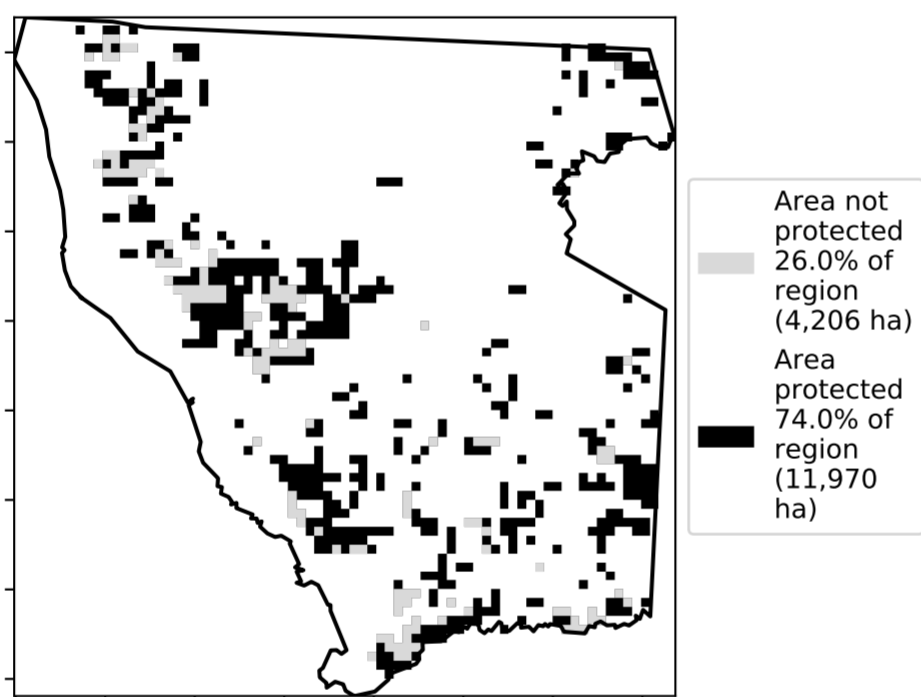 Area not
protected
26.0% of
region
(4,206 ha)
Area
protected
74.0% of
region
(11,970
ha)